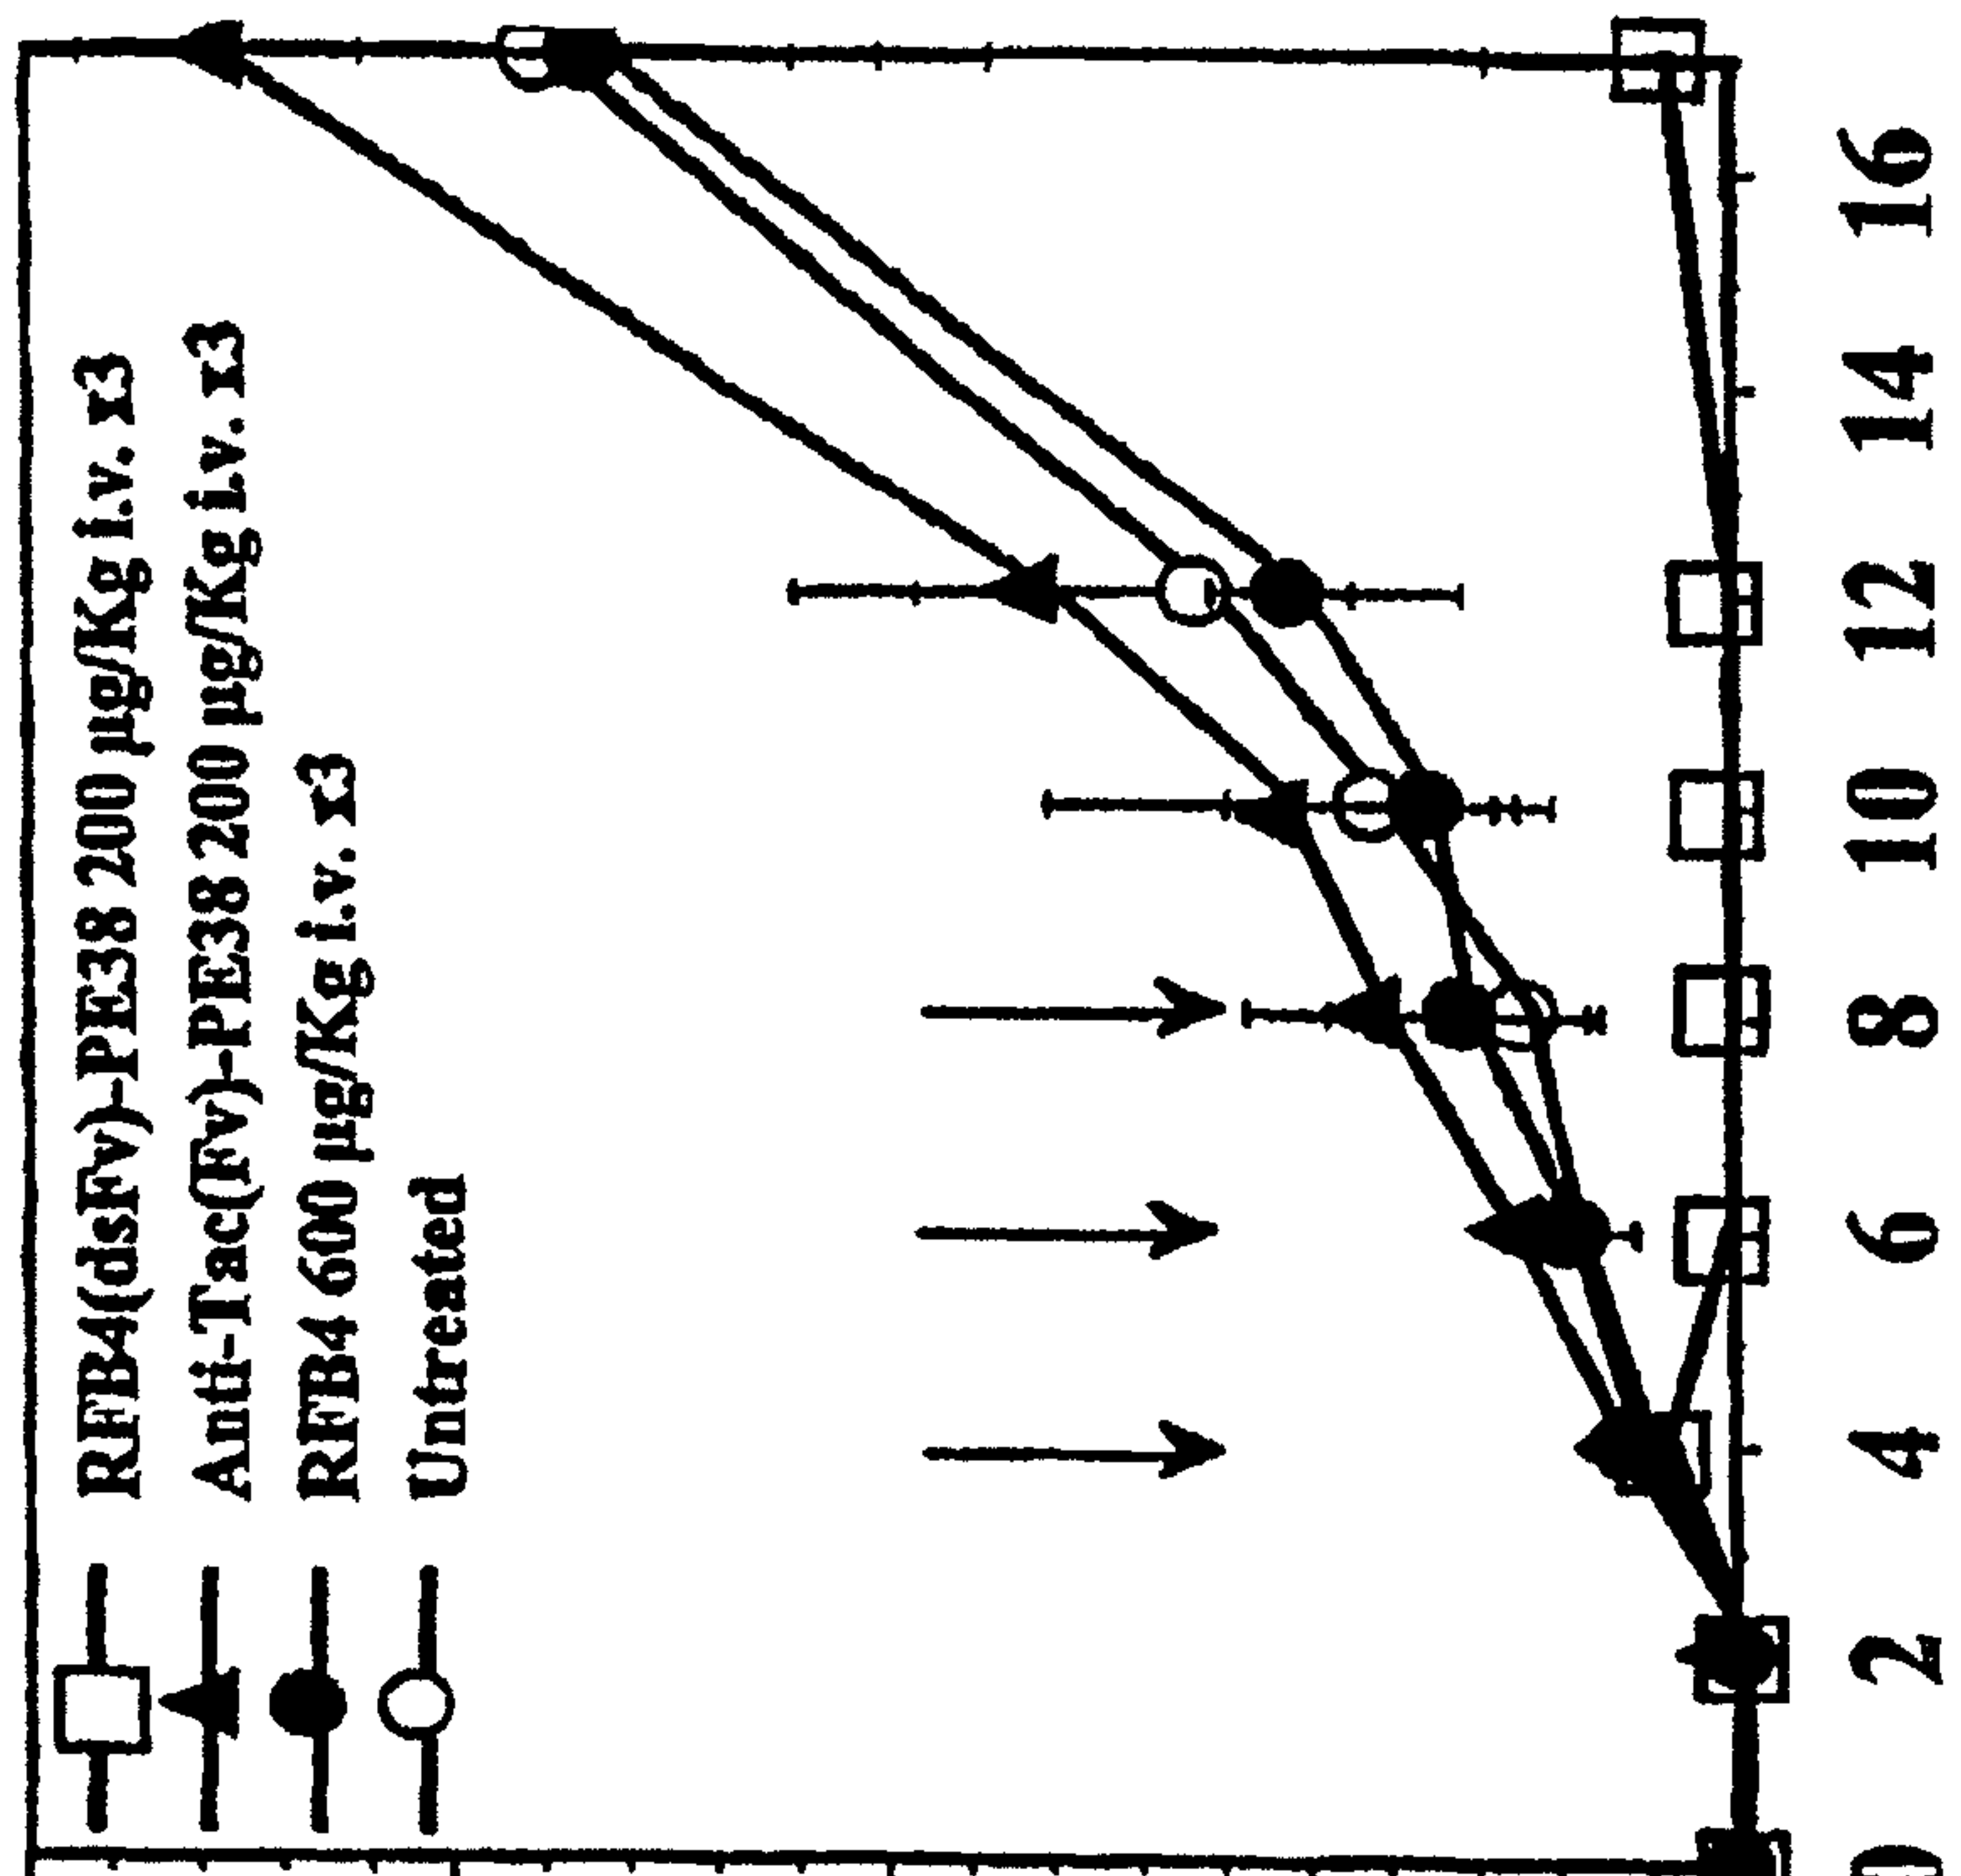 RFB4(dsFv)-PE38 200 µg/Kg i.v. x3
Anti-Tac(Fv)-PE38 200 µg/Kg i.v. x3
RFB4 600 µg/Kg i.v. x3
Untreated
0 2 4 6 8 10 12 14 16